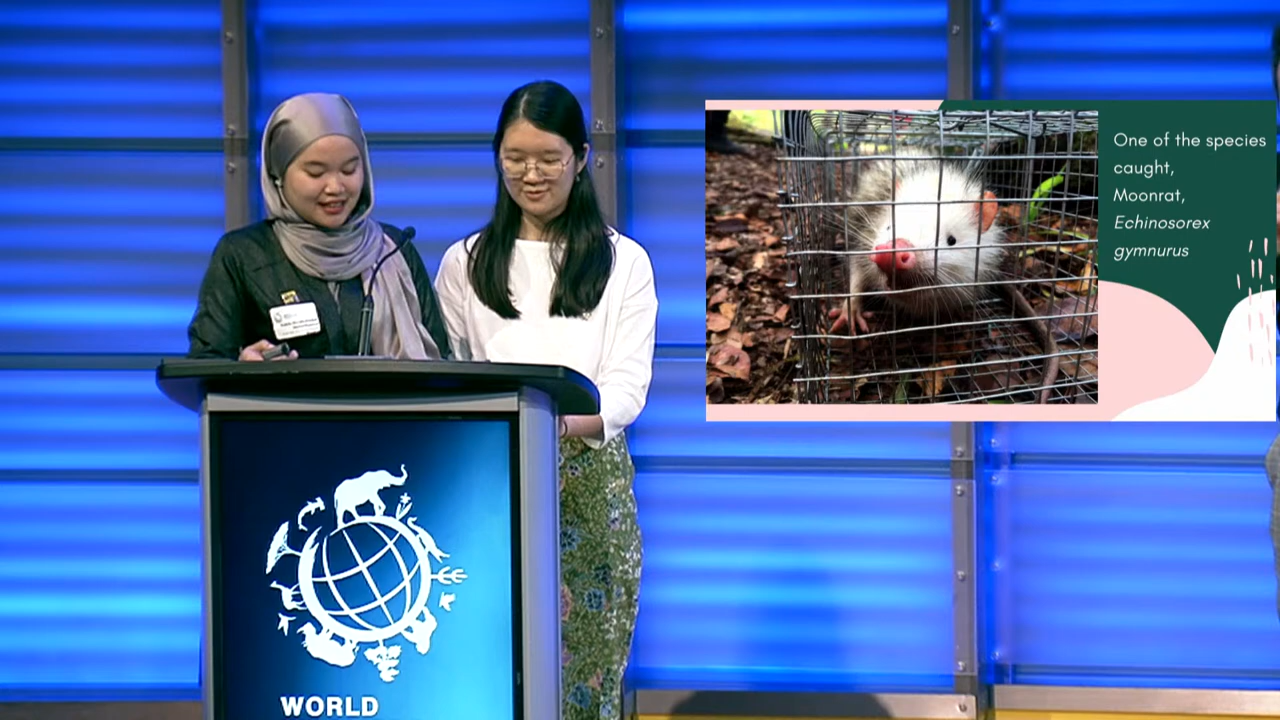 One of the species
caught,
Moonrat,
Echinosorex
gymnurus
WORLD